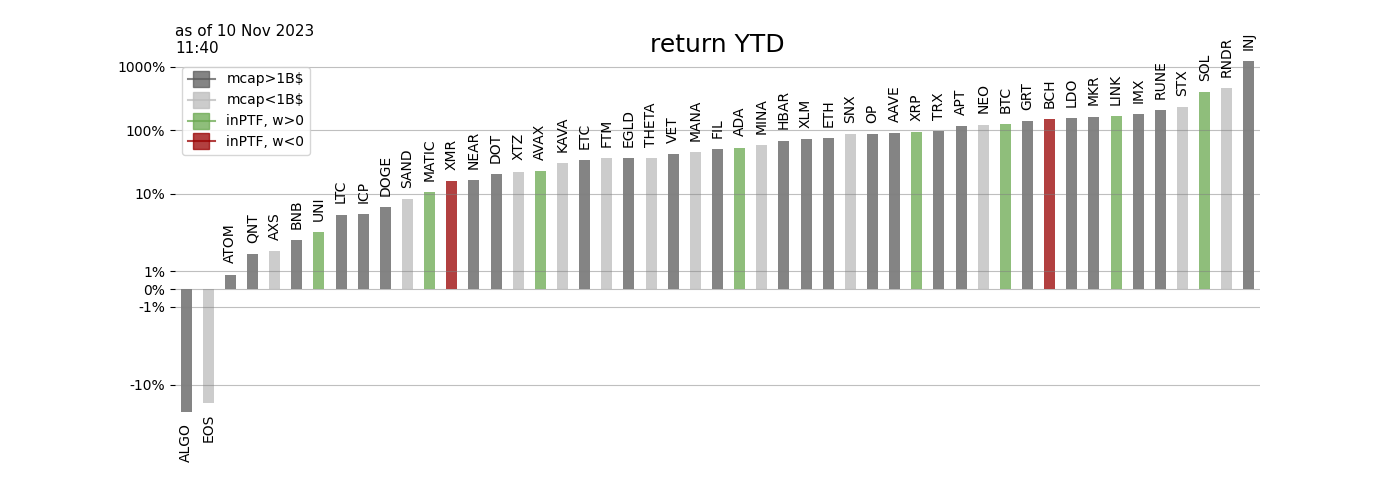 as of 10 Nov 2023
11:40
return YTD
1000%
100%
10%
1%
0%
-1%
-10%
mcap>1B$
mcap<1B$
inPTF, w>0
inPTF, w<0
ALGO
EOS
ATOM
QNT
AXS
BNB
UNI
LTC
ICP
DOGE
SAND
MATIC
XMR
NEAR
DOT
XTZ
AVAX
KAVA
ETC
FTM
EGLD
THETA
VET
MANA
FIL
ADA
MINA
HBAR
XLM
ETH
SNX
OP
AAVE
XRP
TRX
APT
NEO
BTC
GRT
BCH
LDO
MKR
LINK
IMX
RUNE
STX
SOL
RNDR
INJ